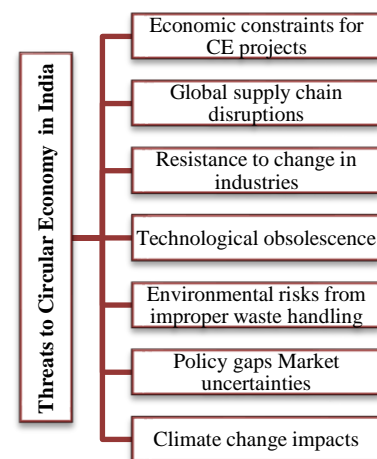 Threats to Circular Economy in India
Economic constraints for
CE projects
Global supply chain
disruptions
Resistance to change in
industries
Technological obsolescence
Environmental risks from
improper waste handling
Policy gaps Market
uncertainties
Climate change impacts